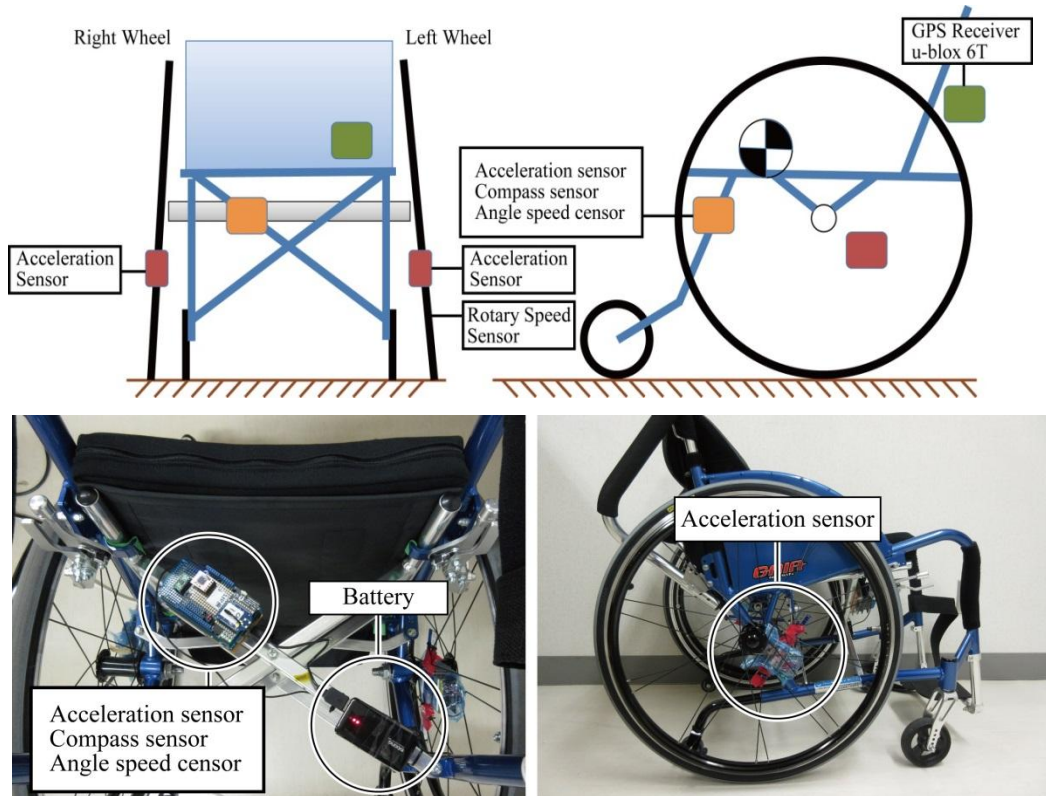 Right Wheel
Left Wheel
GPS Receiver
u-blox 6T
Acceleration sensor
Compass sensor
Angle speed censor
Acceleration
Sensor
Acceleration
Sensor
Rotary Speed
Sensor
Battery
Acceleration sensor
Compass sensor
Angle speed censor
Acceleration sensor